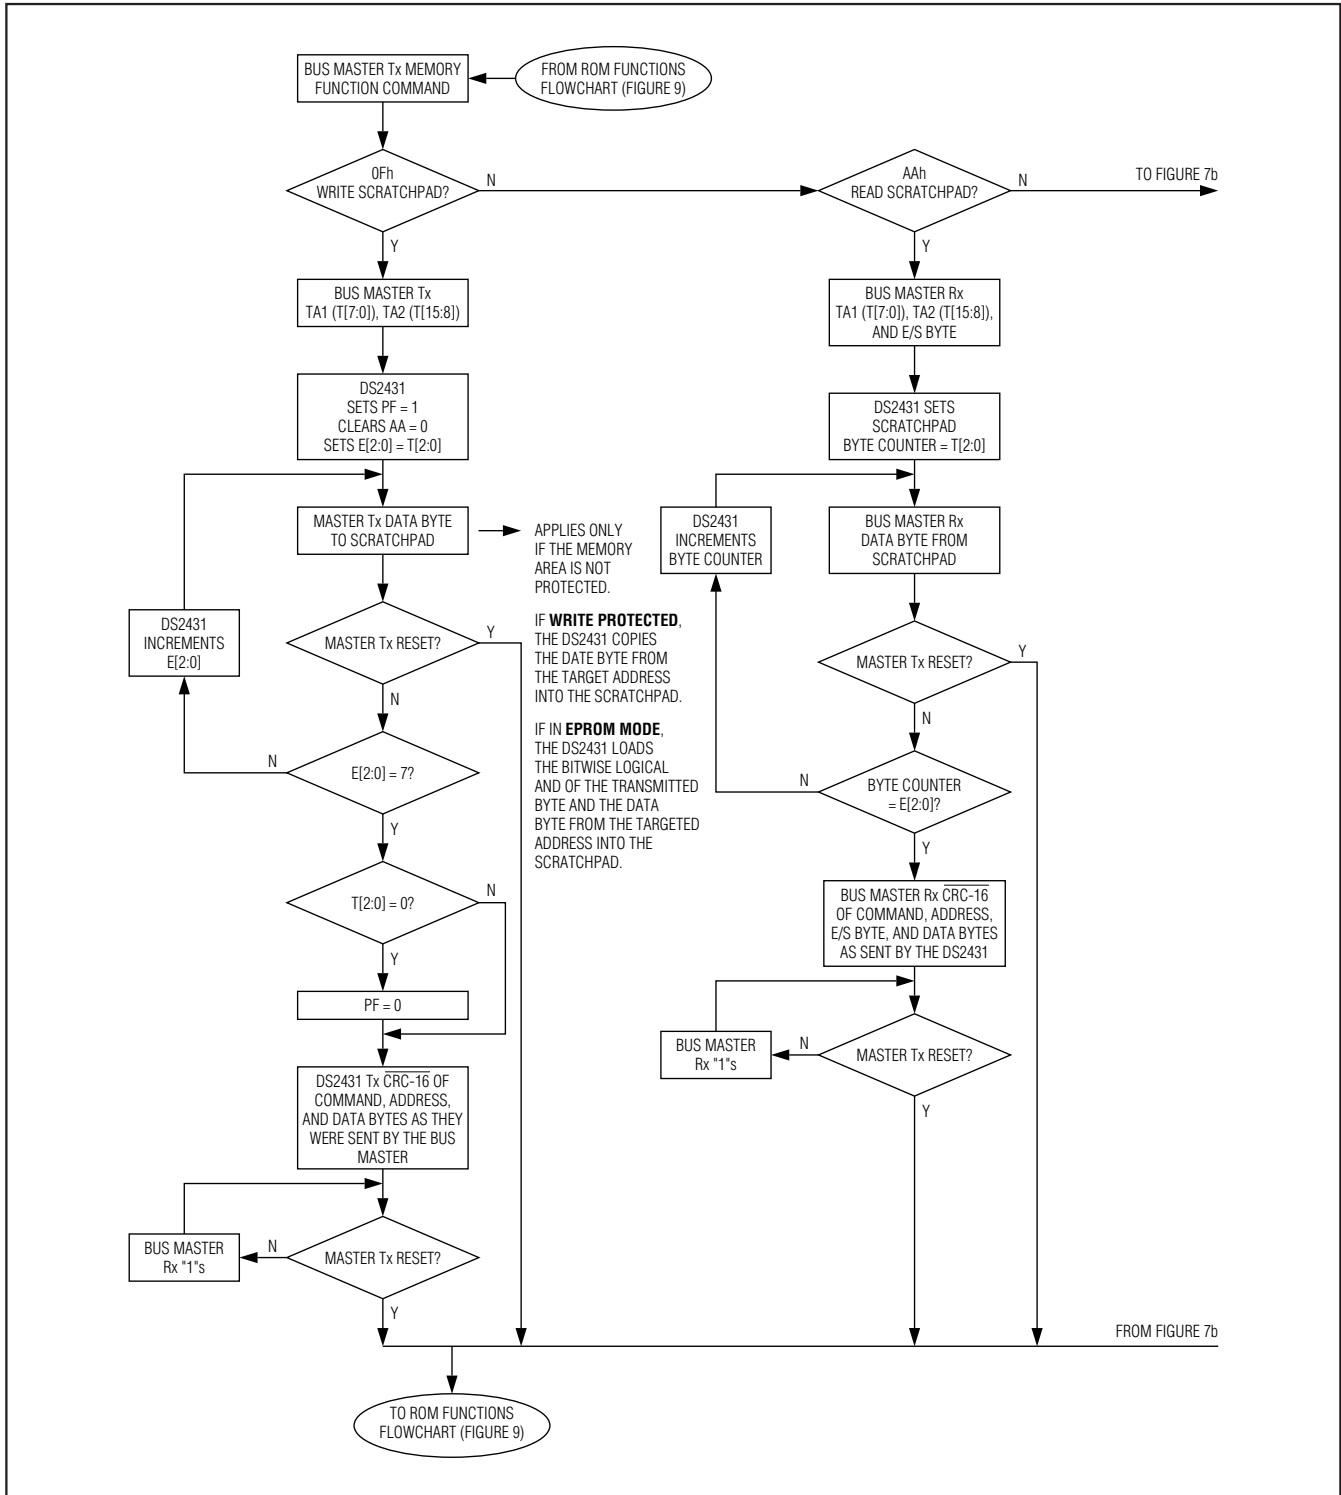 BUS MASTER Tx MEMORY
FUNCTION COMMAND
FROM ROM FUNCTIONS
FLOWCHART (FIGURE 9)
0Fh
WRITE SCRATCHPAD?
N
Y
AAh
READ SCRATCHPAD?
N
Y
TO FIGURE 7b
BUS MASTER Tx
TA1 (T[7:0]), TA2 (T[15:8])
DS2431
SETS PF = 1
CLEARS AA = 0
SETS E[2:0] = T[2:0]
MASTER Tx DATA BYTE
TO SCRATCHPAD
APPLIES ONLY
IF THE MEMORY
AREA IS NOT
PROTECTED.
IF WRITE PROTECTED,
THE DS2431 COPIES
THE DATE BYTE FROM
THE TARGET ADDRESS
INTO THE SCRATCHPAD.
IF IN EPROM MODE,
THE DS2431 LOADS
THE BITWISE LOGICAL
AND OF THE TRANSMITTED
BYTE AND THE DATA
BYTE FROM THE TARGETED
ADDRESS INTO THE
SCRATCHPAD.
DS2431
INCREMENTS
E[2:0]
MASTER Tx RESET?
Y
N
E[2:0] = 7?
N
Y
T[2:0] = 0?
N
Y
PF = 0
DS2431 Tx CRC-16 OF
COMMAND, ADDRESS,
AND DATA BYTES AS THEY
WERE SENT BY THE BUS
MASTER
BUS MASTER
Rx "1"s
N
MASTER Tx RESET?
Y
BUS MASTER Rx
TA1 (T[7:0]), TA2 (T[15:8]),
AND E/S BYTE
DS2431 SETS
SCRATCHPAD
BYTE COUNTER = T[2:0]
DS2431
INCREMENTS
BYTE COUNTER
BUS MASTER Rx
DATA BYTE FROM
SCRATCHPAD
MASTER Tx RESET?
Y
N
BYTE COUNTER
= E[2:0]?
N
Y
BUS MASTER Rx CRC-16
OF COMMAND, ADDRESS,
E/S BYTE, AND DATA BYTES
AS SENT BY THE DS2431
BUS MASTER
Rx "1"s
N
MASTER Tx RESET?
Y
FROM FIGURE 7b
TO ROM FUNCTIONS
FLOWCHART (FIGURE 9)